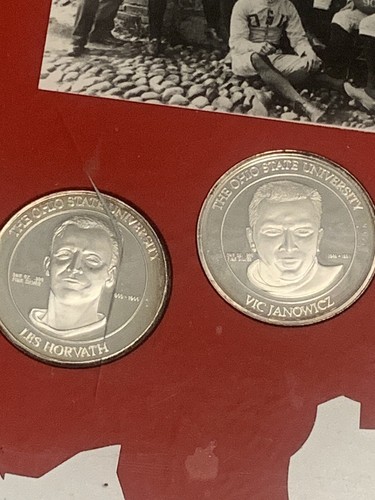 THE OHIO STATE UNIVERSITY
LES HORVATH
THE OHIO STATE UNIVERSITY
VIC JANOWICZ